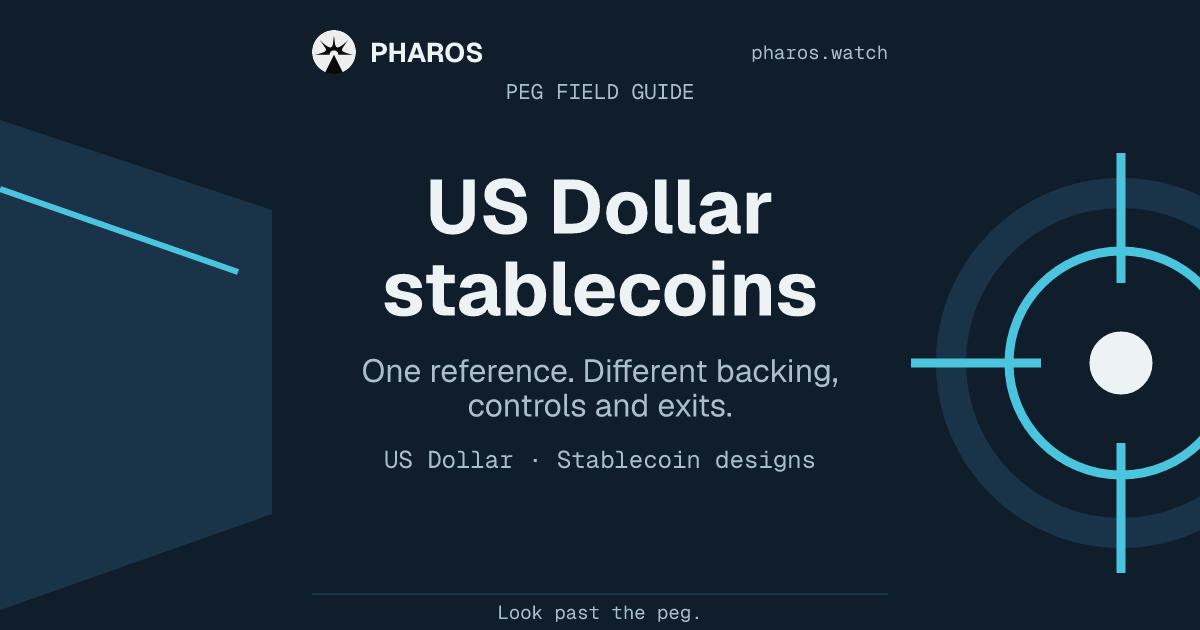 PHAROS
pharos.watch
PEG FIELD GUIDE
US Dollar
stablecoins
One reference. Different backing,
controls and exits.
US Dollar · Stablecoin designs
Look past the peg.